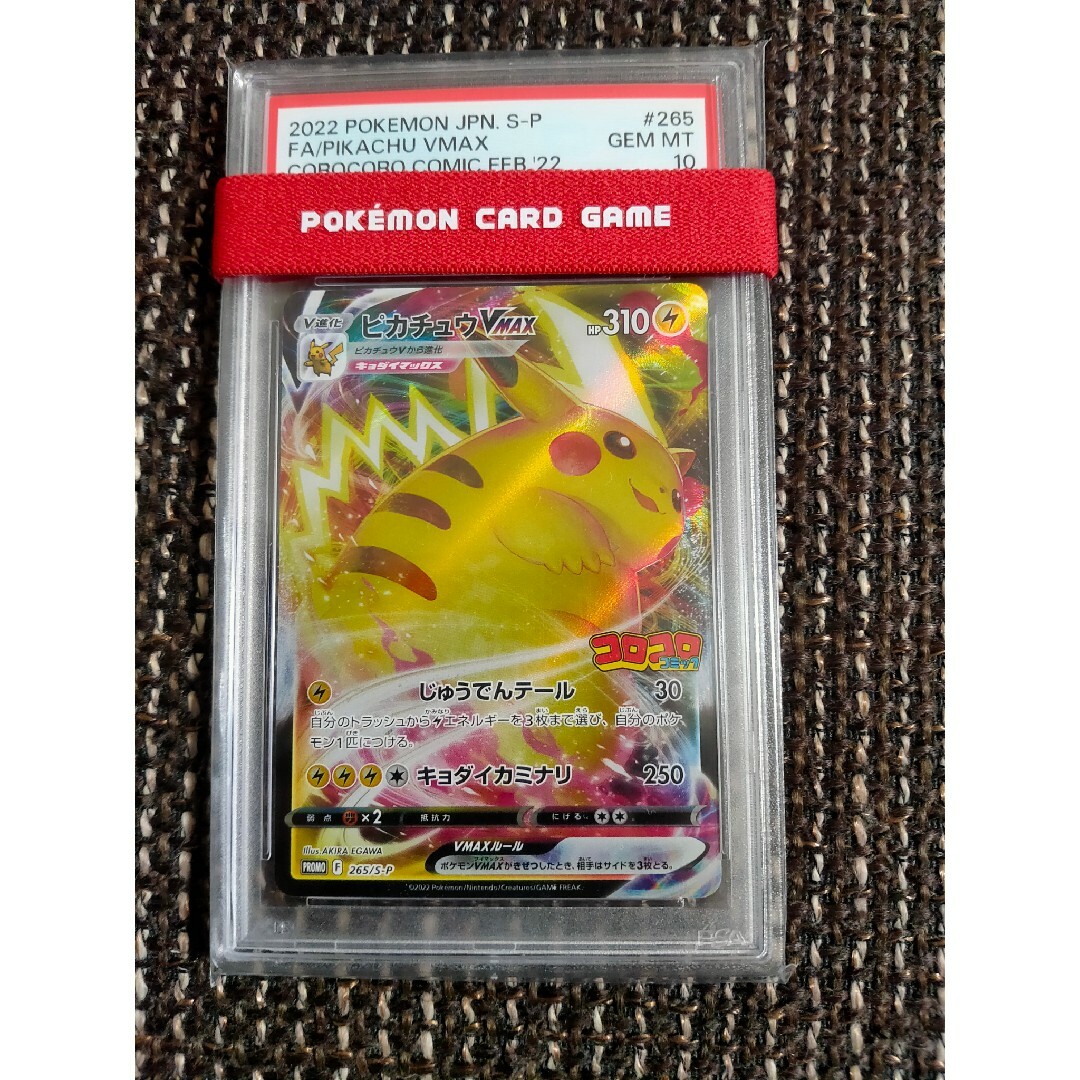 2022 POKEMON JPN. S-P #265
FA/PIKACHU VMAX GEM MT
COROCORO COMIC FEB.'22 10
POKÉMON CARD GAME
V進化 ピカチュウVMAX HP310
ピカチュウVから進化
キョダイマックス
コロコロ
コミック
じゅうでんテール 30
自分のトラッシュからエネルギーを3枚まで選び、自分のポケ
モン1匹につける。
キョダイカミナリ 250
弱点 ×2 抵抗力 にげる
VMAXルール
ポケモンVMAXがきぜつしたとき、相手はサイドを3枚とる。
Illus. AKIRA EGAWA
PROMO F 265/S-P
©2022 Pokémon/Nintendo/Creatures/GAME FREAK.
PSA